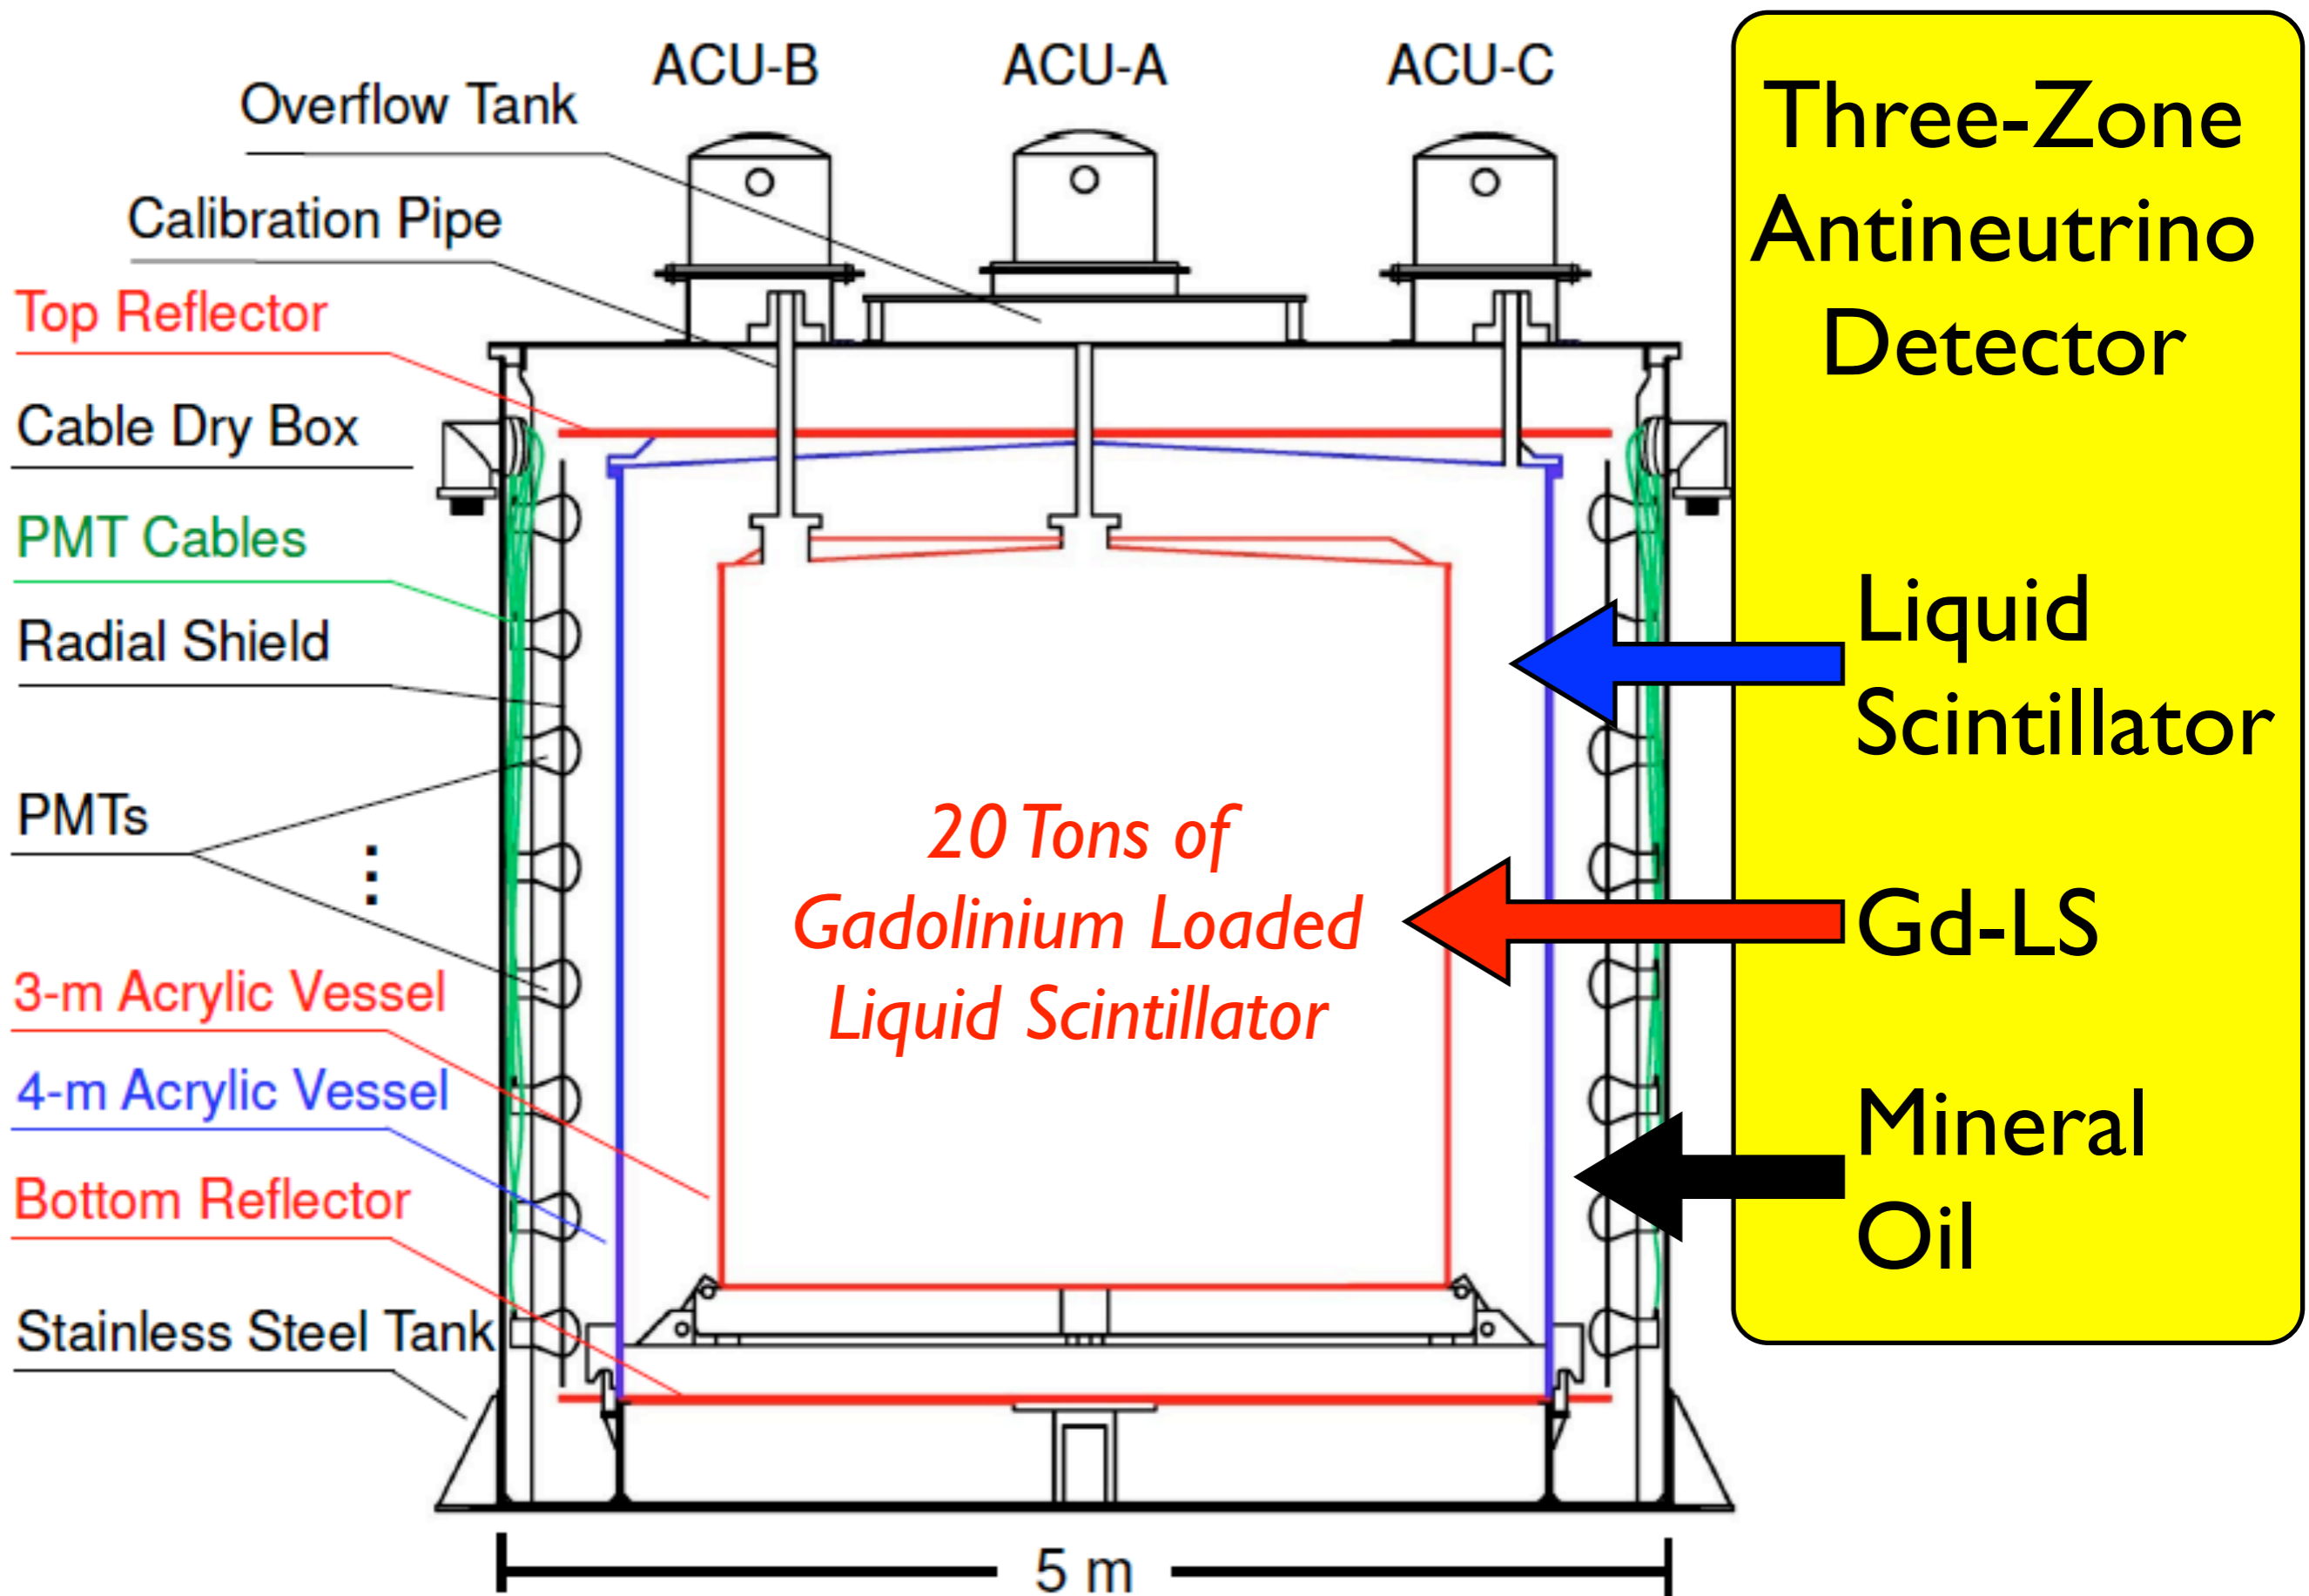 ACU-B
ACU-A
ACU-C
Overflow Tank
Calibration Pipe
Top Reflector
Cable Dry Box
PMT Cables
Radial Shield
PMTs
3-m Acrylic Vessel
4-m Acrylic Vessel
Bottom Reflector
Stainless Steel Tank
20 Tons of
Gadolinium Loaded
Liquid Scintillator
5 m
Three-Zone
Antineutrino
Detector
Liquid
Scintillator
Gd-LS
Mineral
Oil